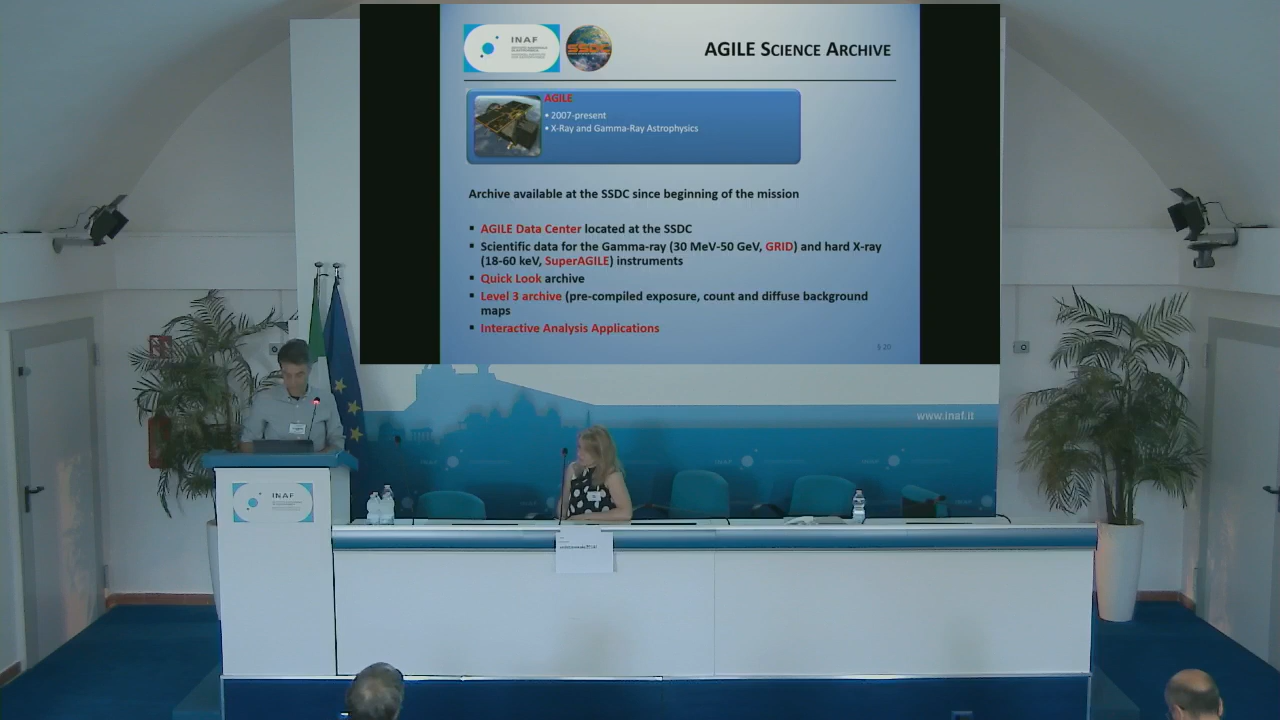 INAF
SSDC
AGILE SCIENCE ARCHIVE
AGILE
• 2007-present
• X-Ray and Gamma-Ray Astrophysics
Archive available at the SSDC since beginning of the mission
▪ AGILE Data Center located at the SSDC
▪ Scientific data for the Gamma-ray (30 MeV-50 GeV, GRID) and hard X-ray
(18-60 keV, SuperAGILE) instruments
▪ Quick Look archive
▪ Level 3 archive (pre-compiled exposure, count and diffuse background
maps
▪ Interactive Analysis Applications
www.inaf.it
INAF